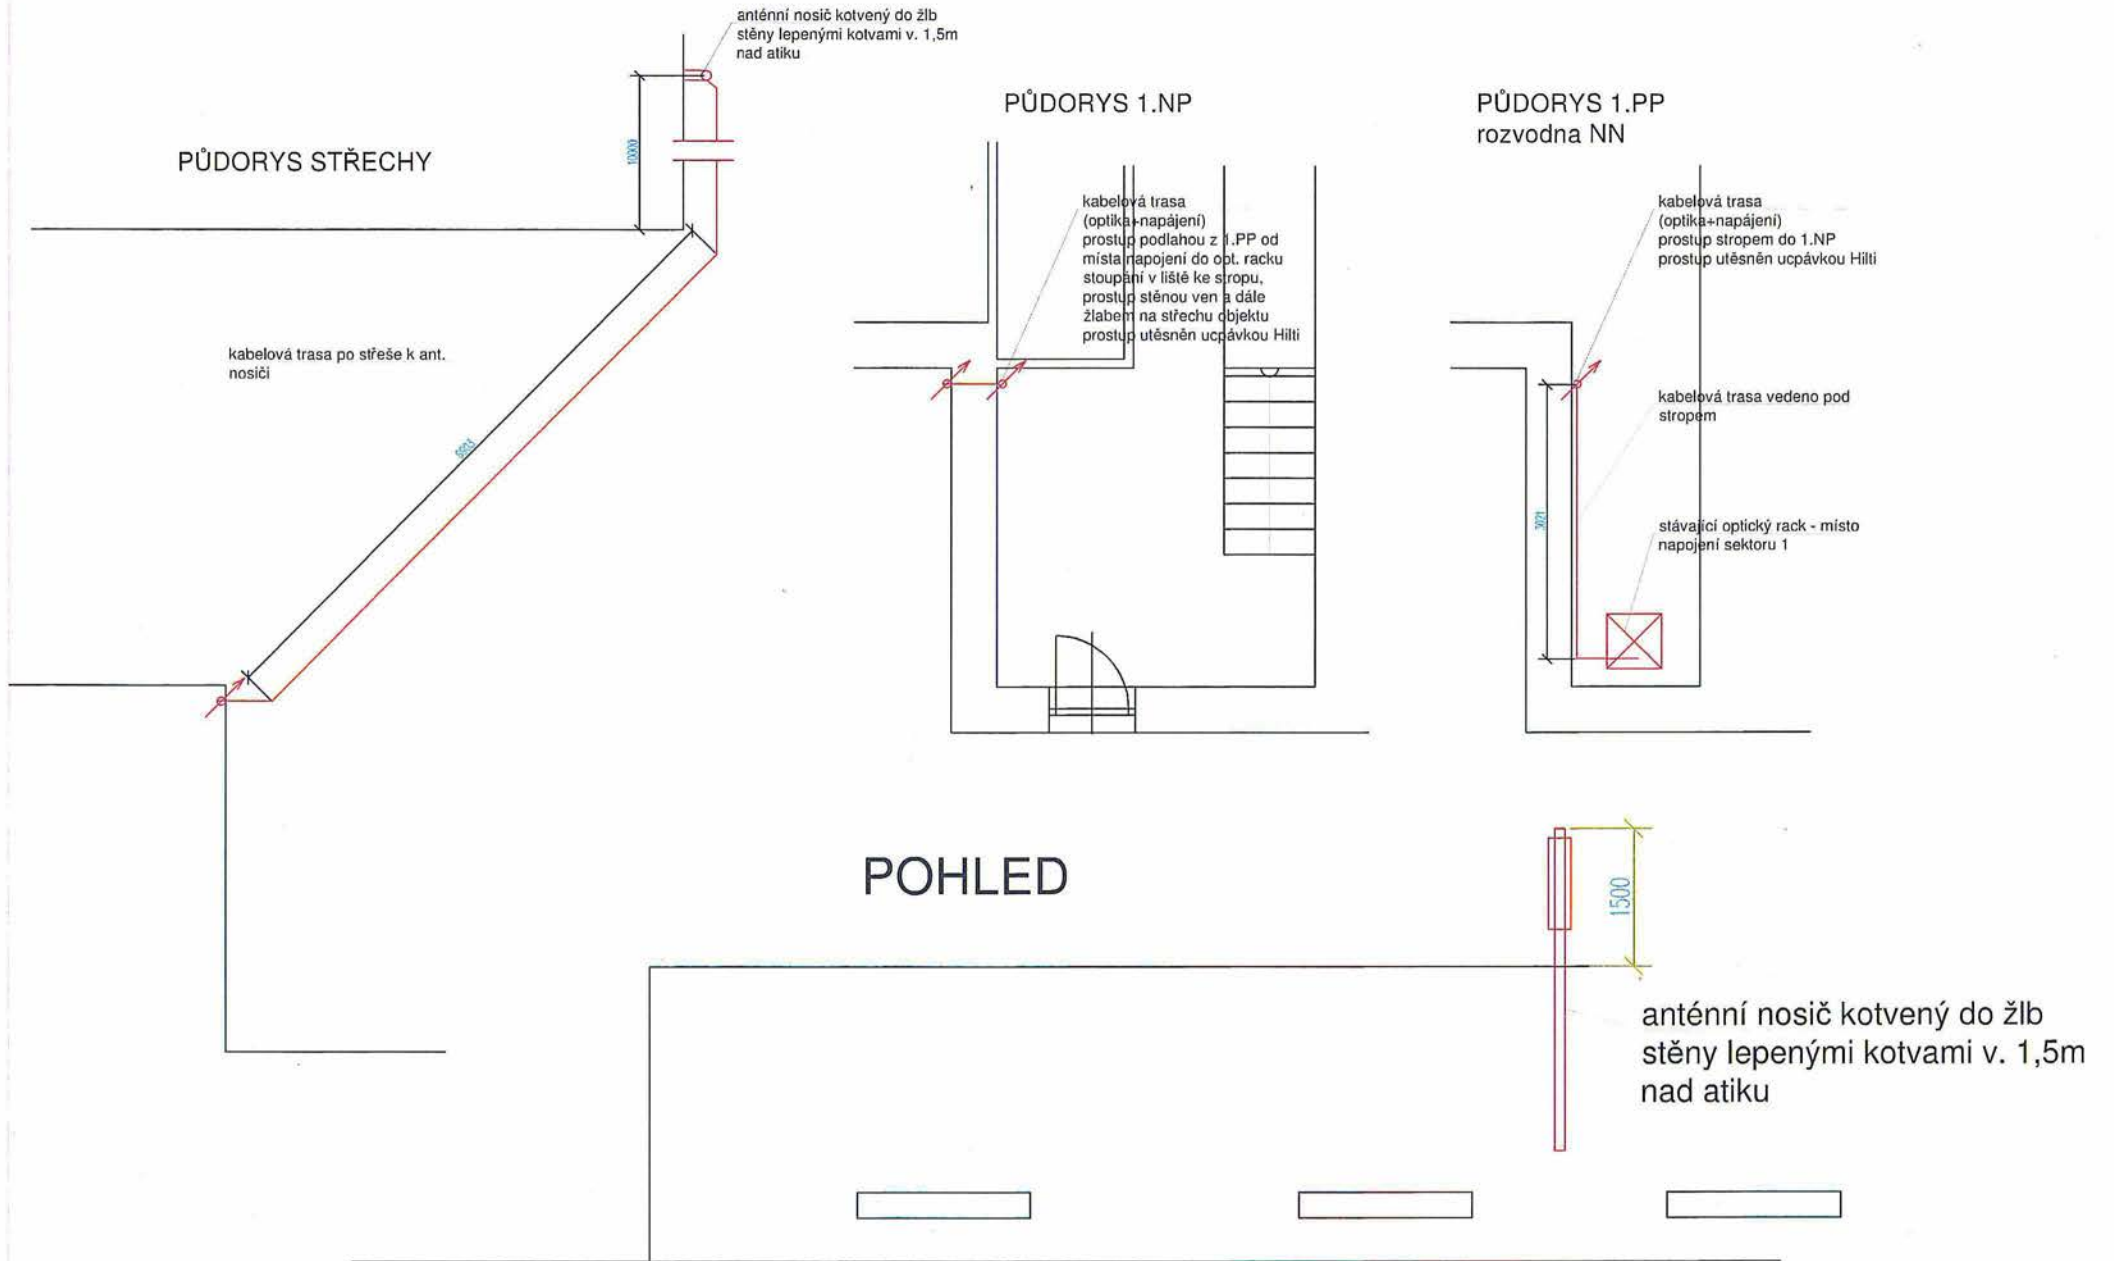 anténní nosič kotvený do žlb
stěny lepenými kotvami v. 1,5m
nad atiku
10000
PŮDORYS STŘECHY
kabelová trasa po střeše k ant.
nosiči
PŮDORYS 1.NP
kabelová trasa
(optika+napájení)
prostup podlahou z 1.PP od
místa napojení do opt. racku
stoupání v liště ke stropu,
prostup stěnou ven a dále
žlabem na střechu objektu
prostup utěsněn ucpávkou Hilti
PŮDORYS 1.PP
rozvodna NN
kabelová trasa
(optika+napájení)
prostup stropem do 1.NP
prostup utěsněn ucpávkou Hilti
kabelová trasa vedeno pod
stropem
3021
stávající optický rack - místo
napojení sektoru 1
POHLED
1500
anténní nosič kotvený do žlb
stěny lepenými kotvami v. 1,5m
nad atiku